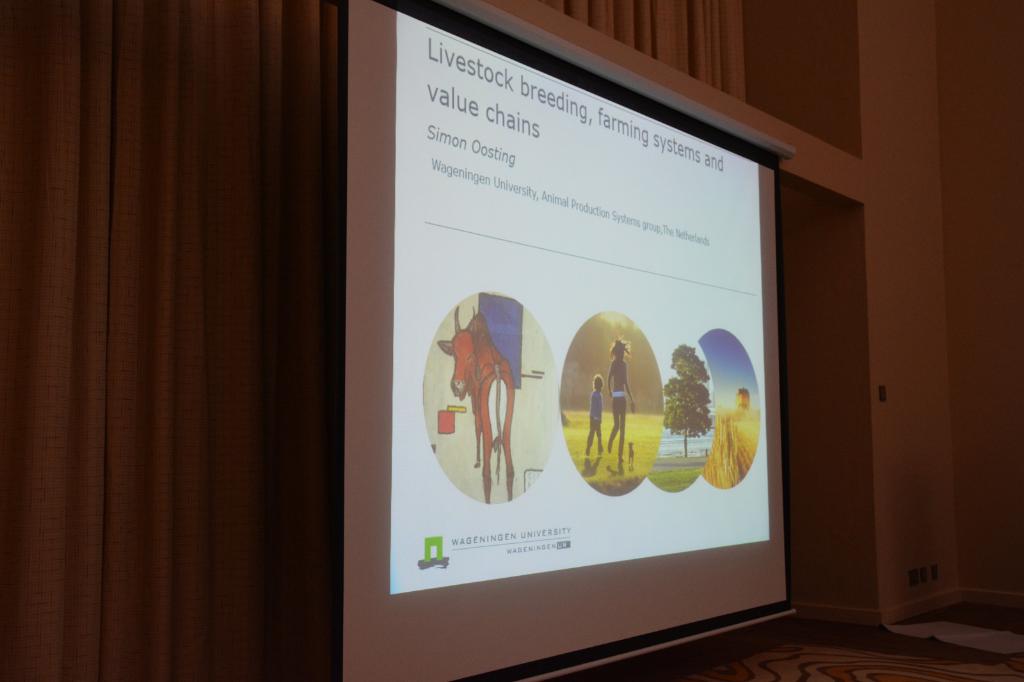 Livestock breeding, farming systems and
value chains
Simon Oosting
Wageningen University, Animal Production Systems group,The Netherlands
WAGENINGEN UNIVERSITY
WAGENINGEN UR